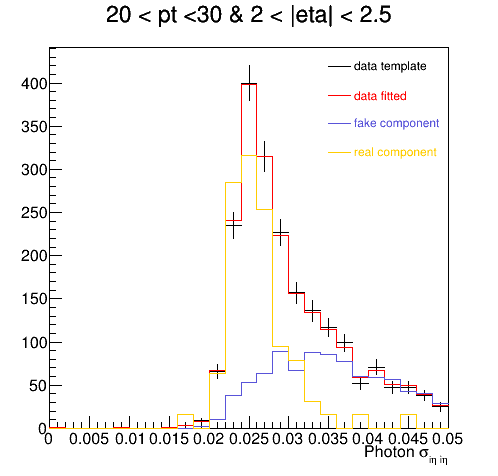 20 < pt <30 & 2 < |eta| < 2.5
data template
data fitted
fake component
real component
400
350
300
250
200
150
100
50
0
0 0.005 0.01 0.015 0.02 0.025 0.03 0.035 0.04 0.045 0.05
Photon σiη iη